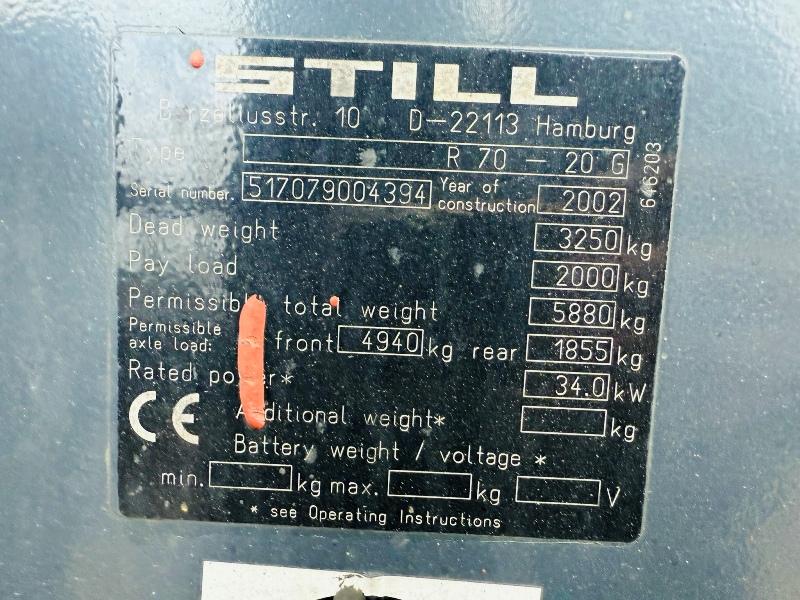 STILL
Berzeliusstr. 10 D-22113 Hamburg
Type R 70 - 20 G
646203
Serial number. 517079004394 Year of construction 2002
Dead weight 3250 kg
Pay load 2000 kg
Permissible total weight 5880 kg
Permissible axle load: front 4940 kg rear 1855 kg
Rated power* 34.0 kW
CE Additional weight* kg
Battery weight / voltage *
min. kg max. kg V
* see Operating Instructions